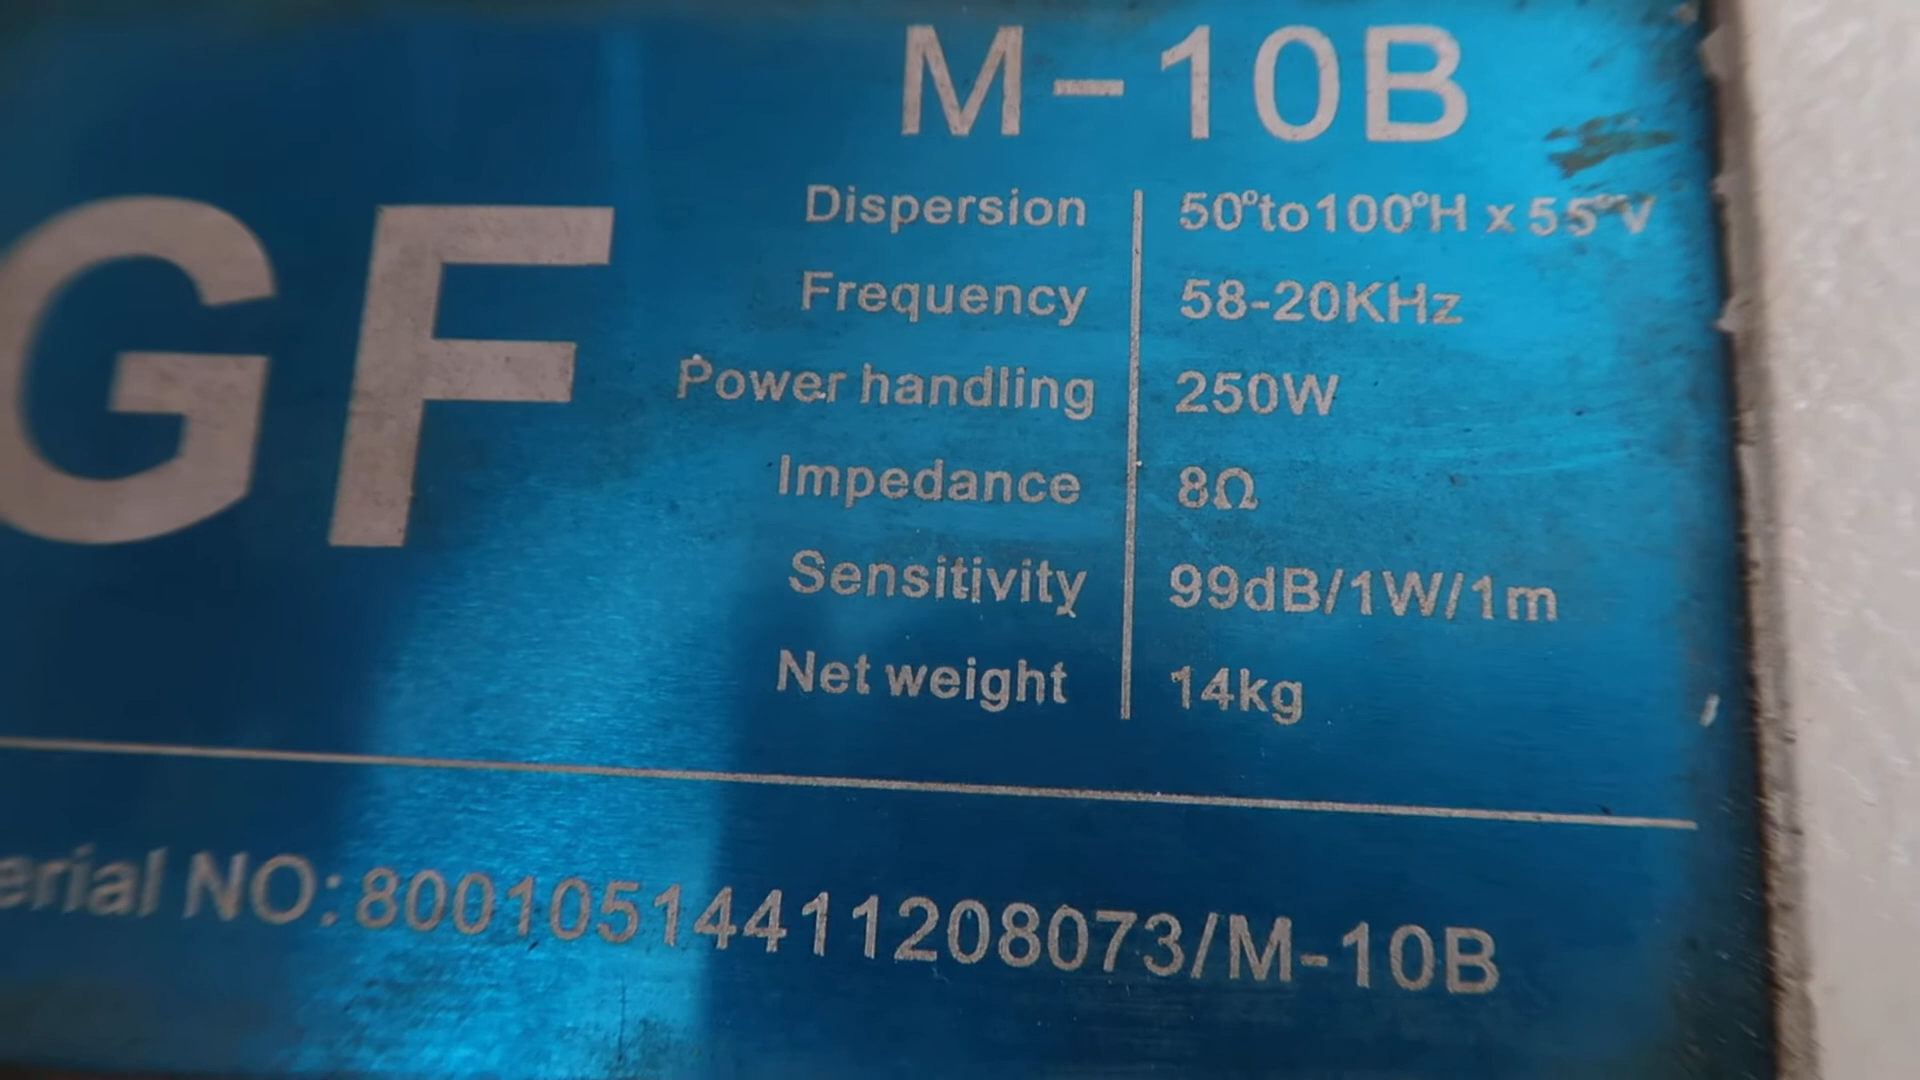 M-10B
GF
Dispersion 50°to100°H x 55°V
Frequency 58-20KHz
Power handling 250W
Impedance 8Ω
Sensitivity 99dB/1W/1m
Net weight 14kg
erial NO:80010514411208073/M-10B